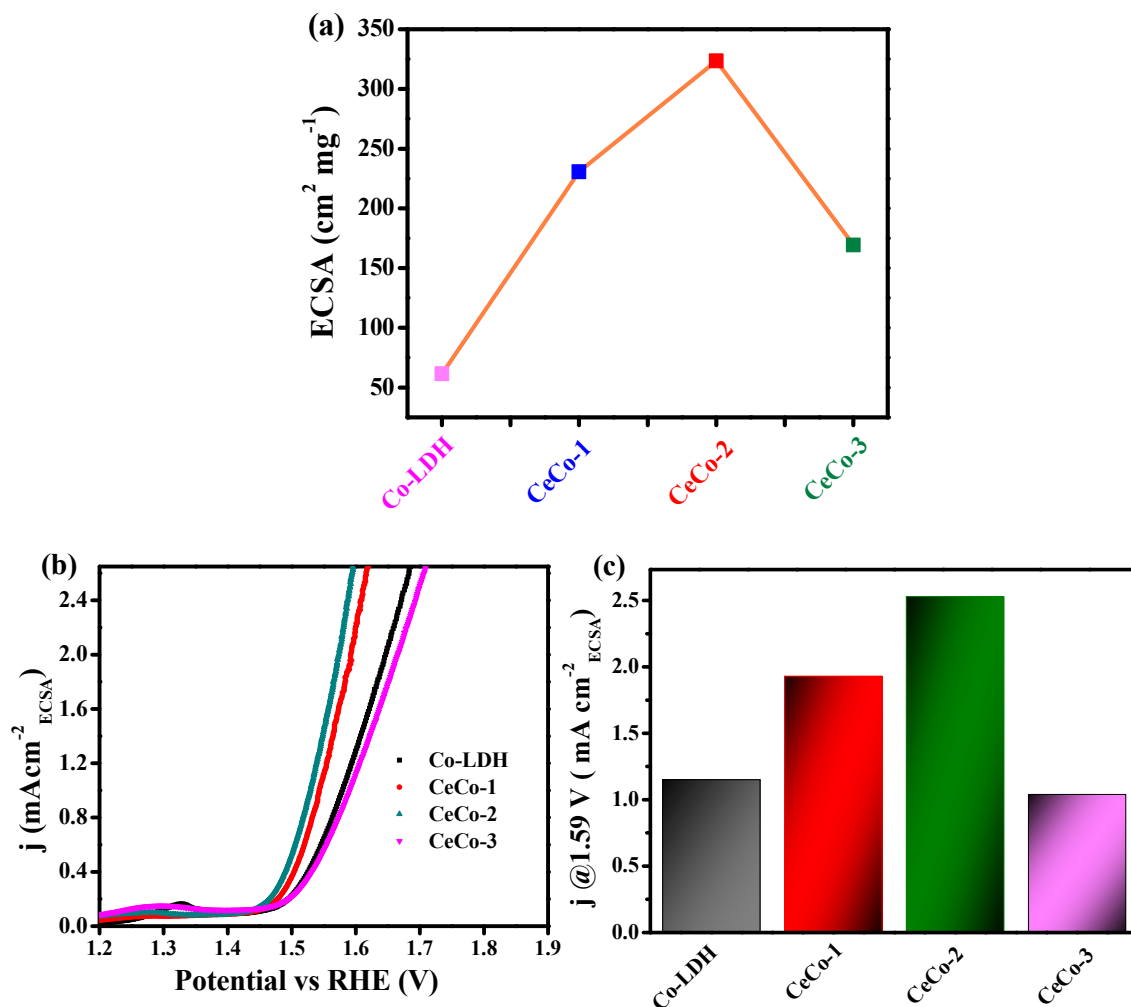 (a)
350
300
250
200
150
100
50
ECSA (cm² mg⁻¹)
Co-LDH
CeCo-1
CeCo-2
CeCo-3
(b)
2.4
2.0
1.6
1.2
0.8
0.4
0.0
j (mAcm⁻²ECSA)
Co-LDH
CeCo-1
CeCo-2
CeCo-3
1.2 1.3 1.4 1.5 1.6 1.7 1.8 1.9
Potential vs RHE (V)
(c)
2.5
2.0
1.5
1.0
0.5
0.0
j @1.59 V ( mA cm⁻²ECSA)
Co-LDH
CeCo-1
CeCo-2
CeCo-3